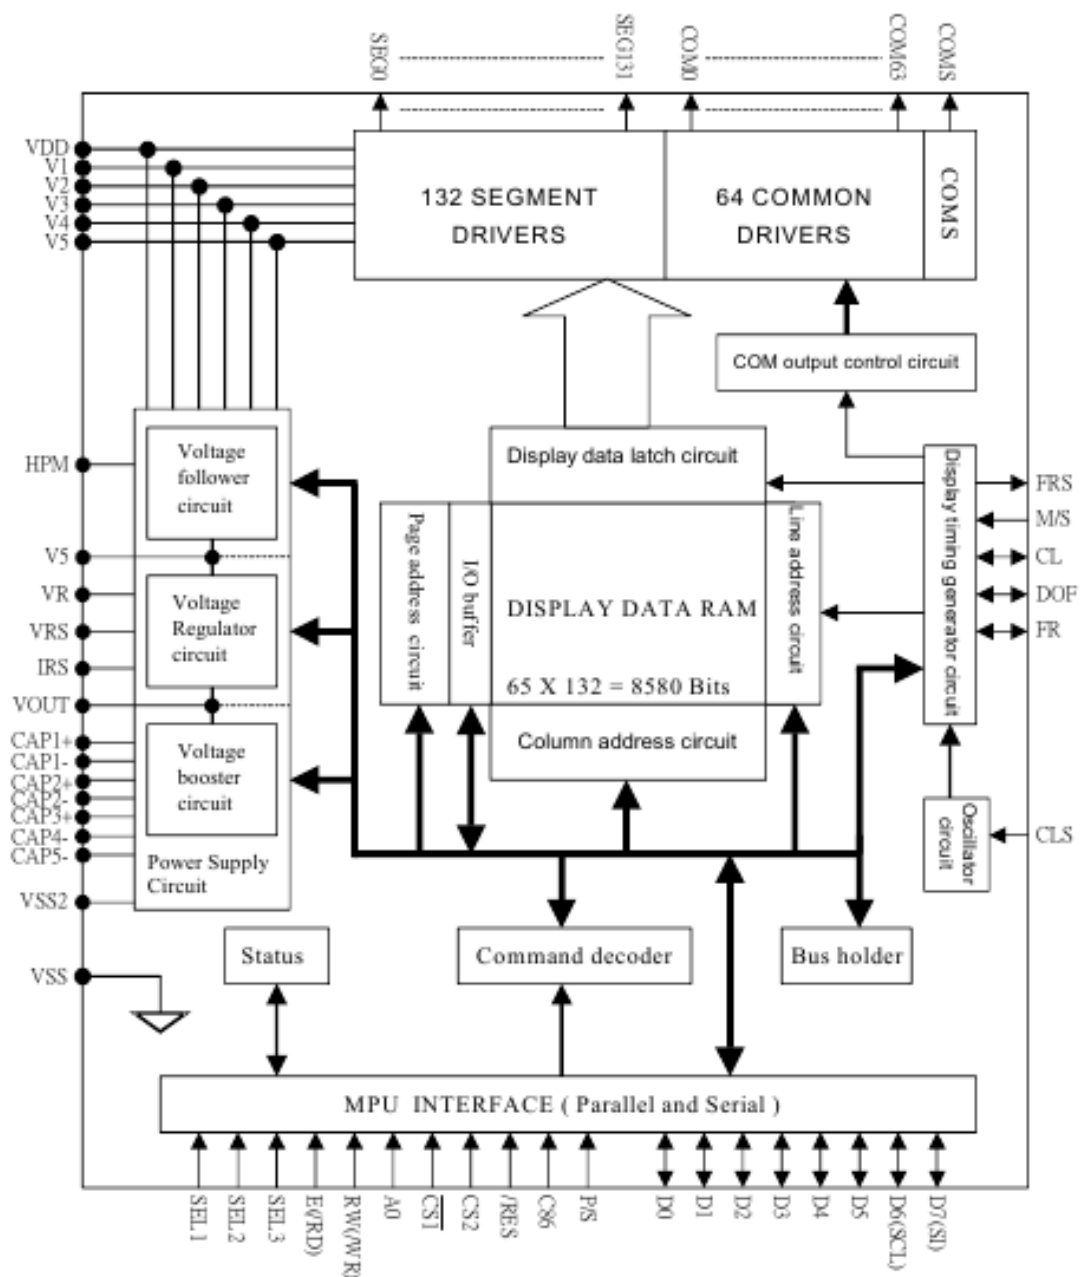 SEG0
SEG131
COM0
COM63
COMS
VDD
V1
V2
V3
V4
V5
132 SEGMENT
DRIVERS
64 COMMON
DRIVERS
COMS
COM output control circuit
HPM
V5
VR
VRS
IRS
VOUT
CAP1+
CAP1-
CAP2+
CAP2-
CAP3+
CAP4-
CAP5-
VSS2
VSS
Voltage
follower
circuit
Voltage
Regulator
circuit
Voltage
booster
circuit
Power Supply
Circuit
Display data latch circuit
Page address circuit
I/O buffer
DISPLAY DATA RAM
65 X 132 = 8580 Bits
Line address circuit
Column address circuit
Display timing generator circuit
FRS
M/S
CL
DOF
FR
Oscillator
circuit
CLS
Status
Command decoder
Bus holder
MPU INTERFACE ( Parallel and Serial )
SEL1
SEL2
SEL3
E(/RD)
RW(/WR)
A0
CS1
CS2
/RES
C86
P/S
D0
D1
D2
D3
D4
D5
D6(SCL)
D7(SI)